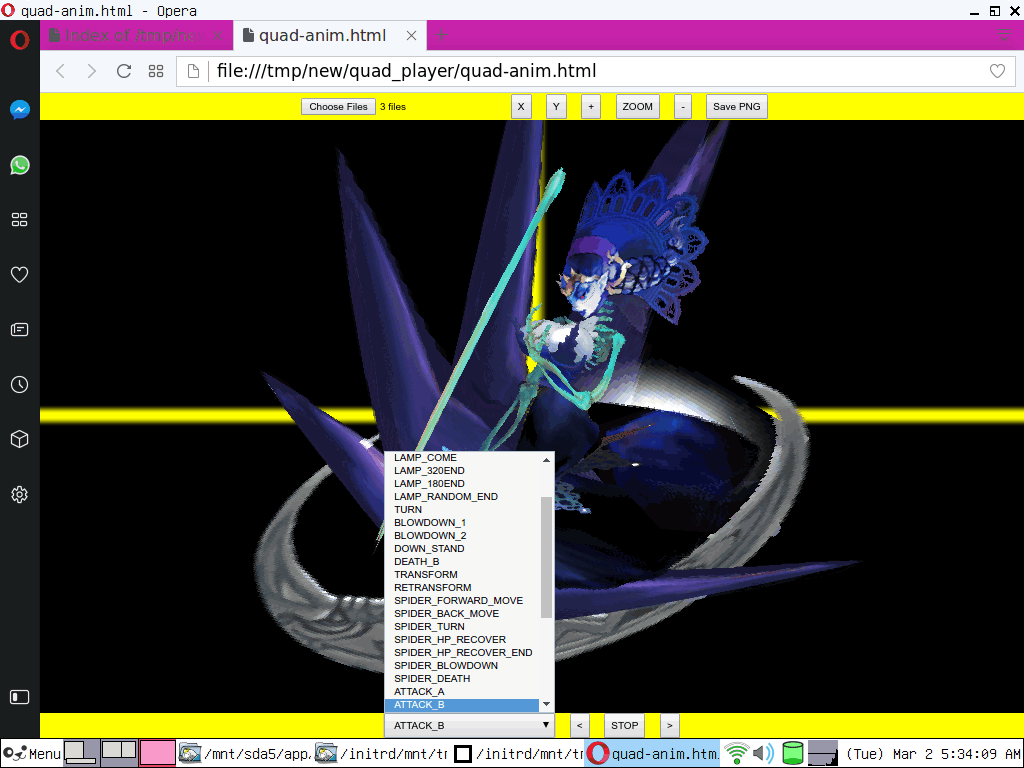 quad-anim.html - Opera
Index of /tmp/ne
quad-anim.html
file:///tmp/new/quad_player/quad-anim.html
Choose Files 3 files X Y + ZOOM - Save PNG
LAMP_COME
LAMP_320END
LAMP_180END
LAMP_RANDOM_END
TURN
BLOWDOWN_1
BLOWDOWN_2
DOWN_STAND
DEATH_B
TRANSFORM
RETRANSFORM
SPIDER_FORWARD_MOVE
SPIDER_BACK_MOVE
SPIDER_TURN
SPIDER_HP_RECOVER
SPIDER_HP_RECOVER_END
SPIDER_BLOWDOWN
SPIDER_DEATH
ATTACK_A
ATTACK_B
ATTACK_B < STOP >
Menu /mnt/sda5/app /initrd/mnt/tm /initrd/mnt/tm quad-anim.htm (Tue) Mar 2 5:34:09 AM